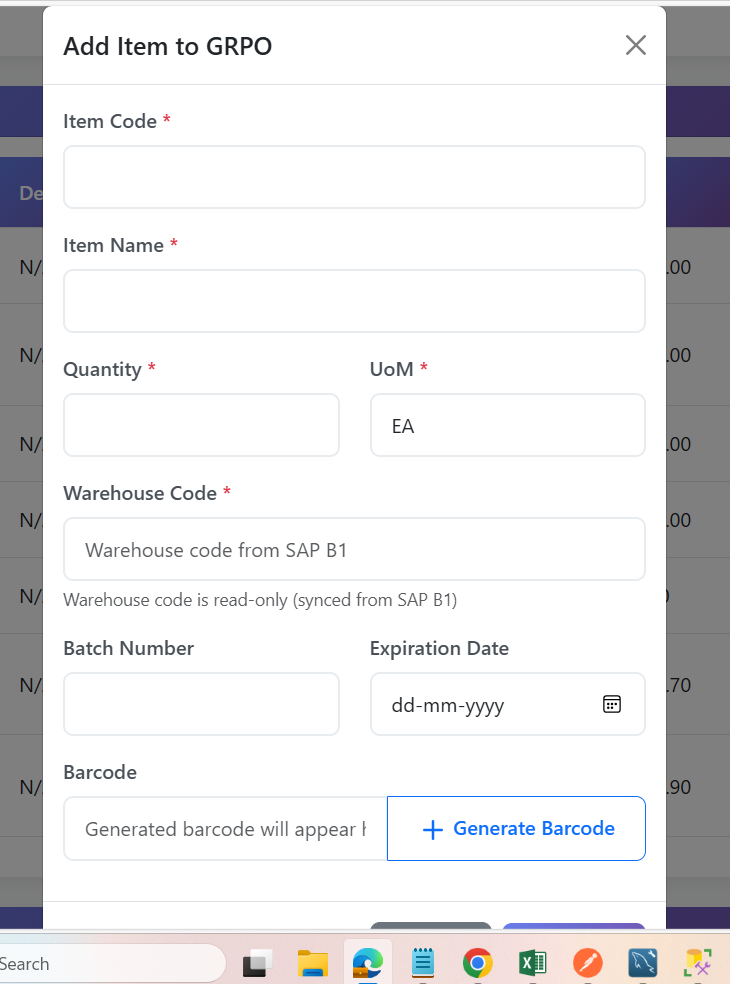 Add Item to GRPO
Item Code *
Item Name *
Quantity * UoM *
EA
Warehouse Code *
Warehouse code from SAP B1
Warehouse code is read-only (synced from SAP B1)
Batch Number Expiration Date
dd-mm-yyyy
Barcode
Generated barcode will appear Generate Barcode
De
N/
.00
N/
.00
N/
.00
N/
.00
N/
N/
.70
N/
.90
Search